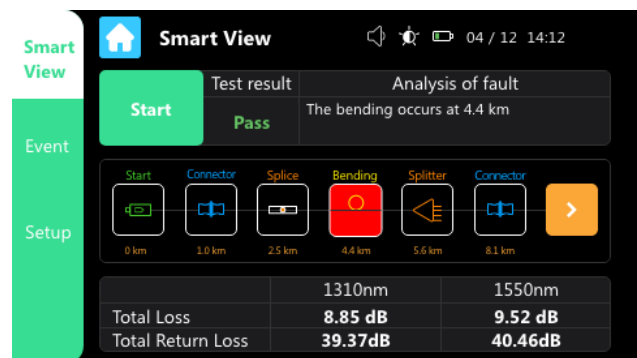 Smart View
Smart View
04 / 12 14:12
Event
Setup
Start
Test result
Analysis of fault
Pass
The bending occurs at 4.4 km
Start Connector Splice Bending Splitter Connector
0 km 1.0 km 2.5 km 4.4 km 5.6 km 8.1 km
1310nm 1550nm
Total Loss 8.85 dB 9.52 dB
Total Return Loss 39.37dB 40.46dB